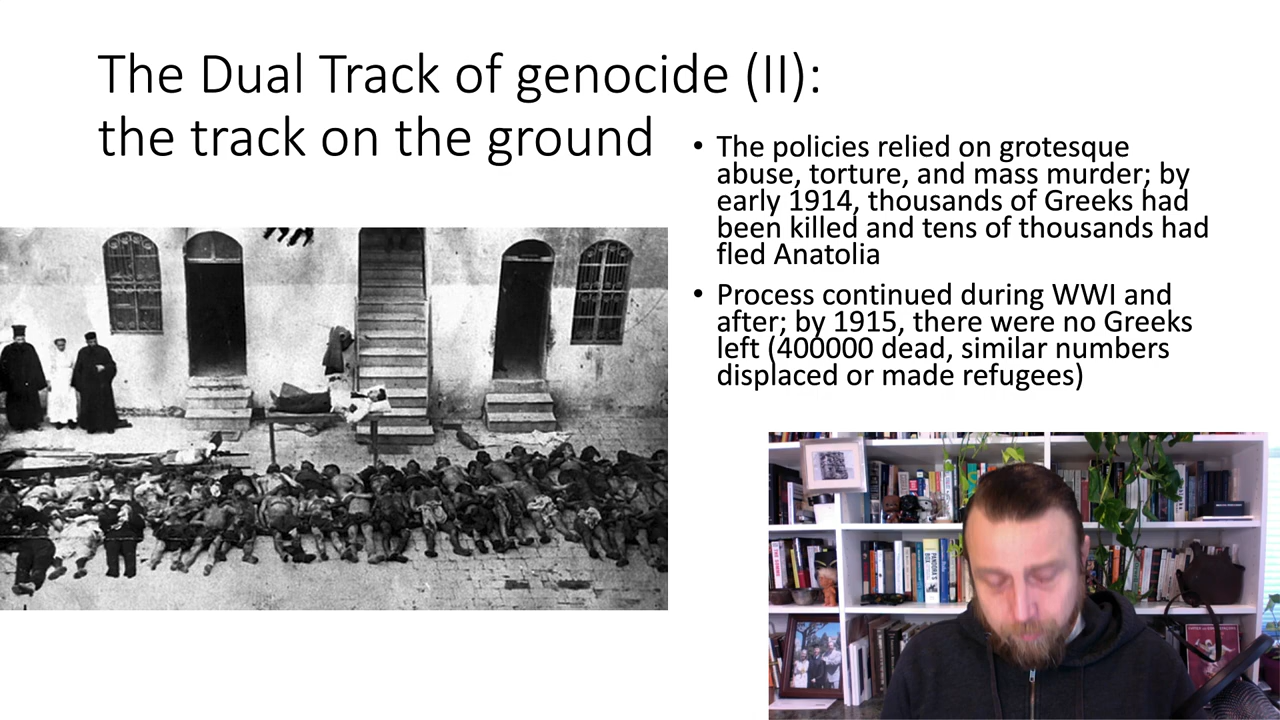 The Dual Track of genocide (II):
the track on the ground
• The policies relied on grotesque
abuse, torture, and mass murder; by
early 1914, thousands of Greeks had
been killed and tens of thousands had
fled Anatolia
• Process continued during WWI and
after; by 1915, there were no Greeks
left (400000 dead, similar numbers
displaced or made refugees)
PANDORA'S
BOX